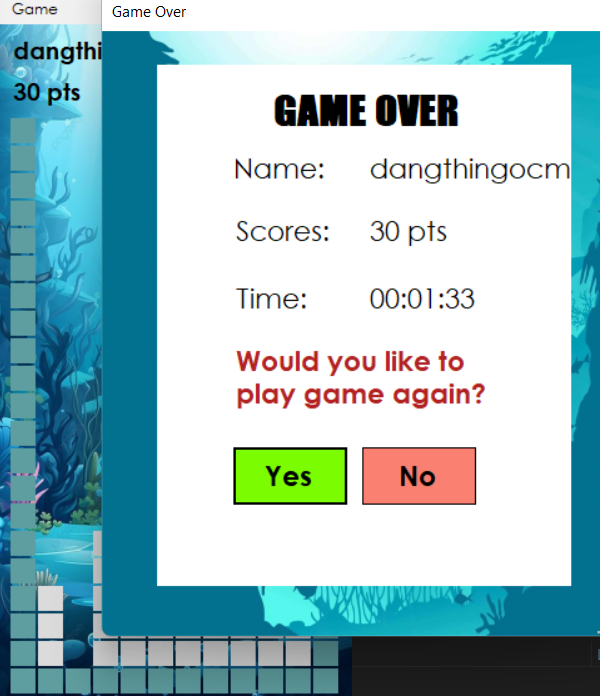 Game
Game Over
dangthi
30 pts
GAME OVER
Name: dangthingocm
Scores: 30 pts
Time: 00:01:33
Would you like to
play game again?
Yes No